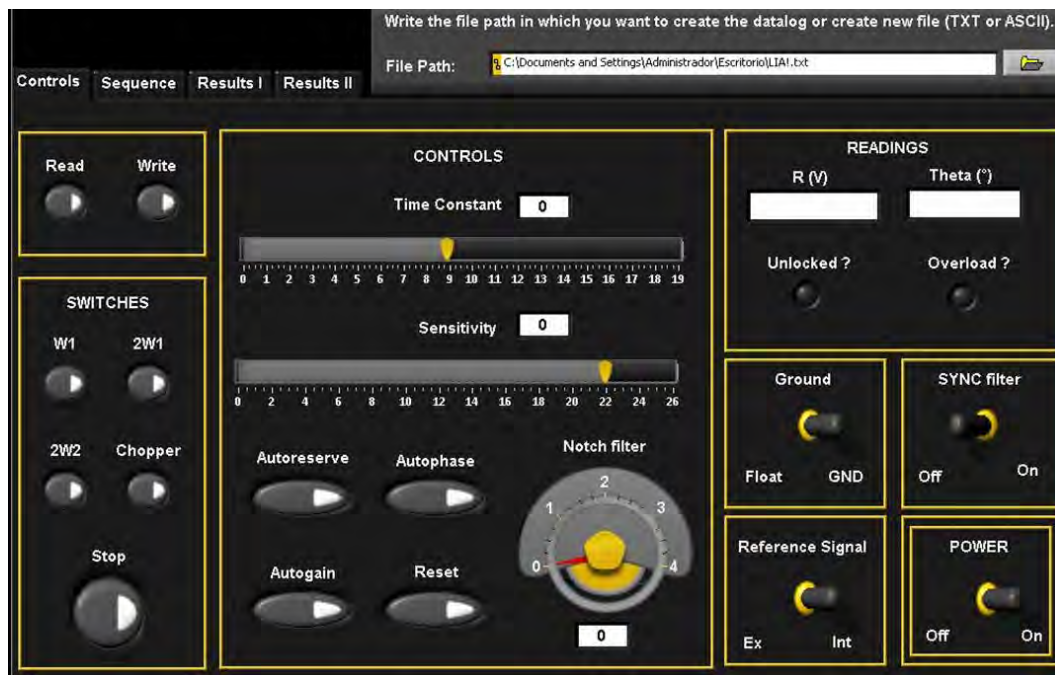 Write the file path in which you want to create the datalog or create new file (TXT or ASCII).
File Path: C:\Documents and Settings\Administrador\Escritorio\LIA!.txt
Controls Sequence Results I Results II
Read Write
SWITCHES
W1 2W1
2W2 Chopper
Stop
CONTROLS
Time Constant 0
0 1 2 3 4 5 6 7 8 9 10 11 12 13 14 15 16 17 18 19
Sensitivity 0
0 2 4 6 8 10 12 14 16 18 20 22 24 26
Autoreserve Autophase
Autogain Reset
Notch filter
0 1 2 3 4
0
READINGS
R (V) Theta (°)
Unlocked ? Overload ?
Ground
Float GND
SYNC filter
Off On
Reference Signal
Ex Int
POWER
Off On